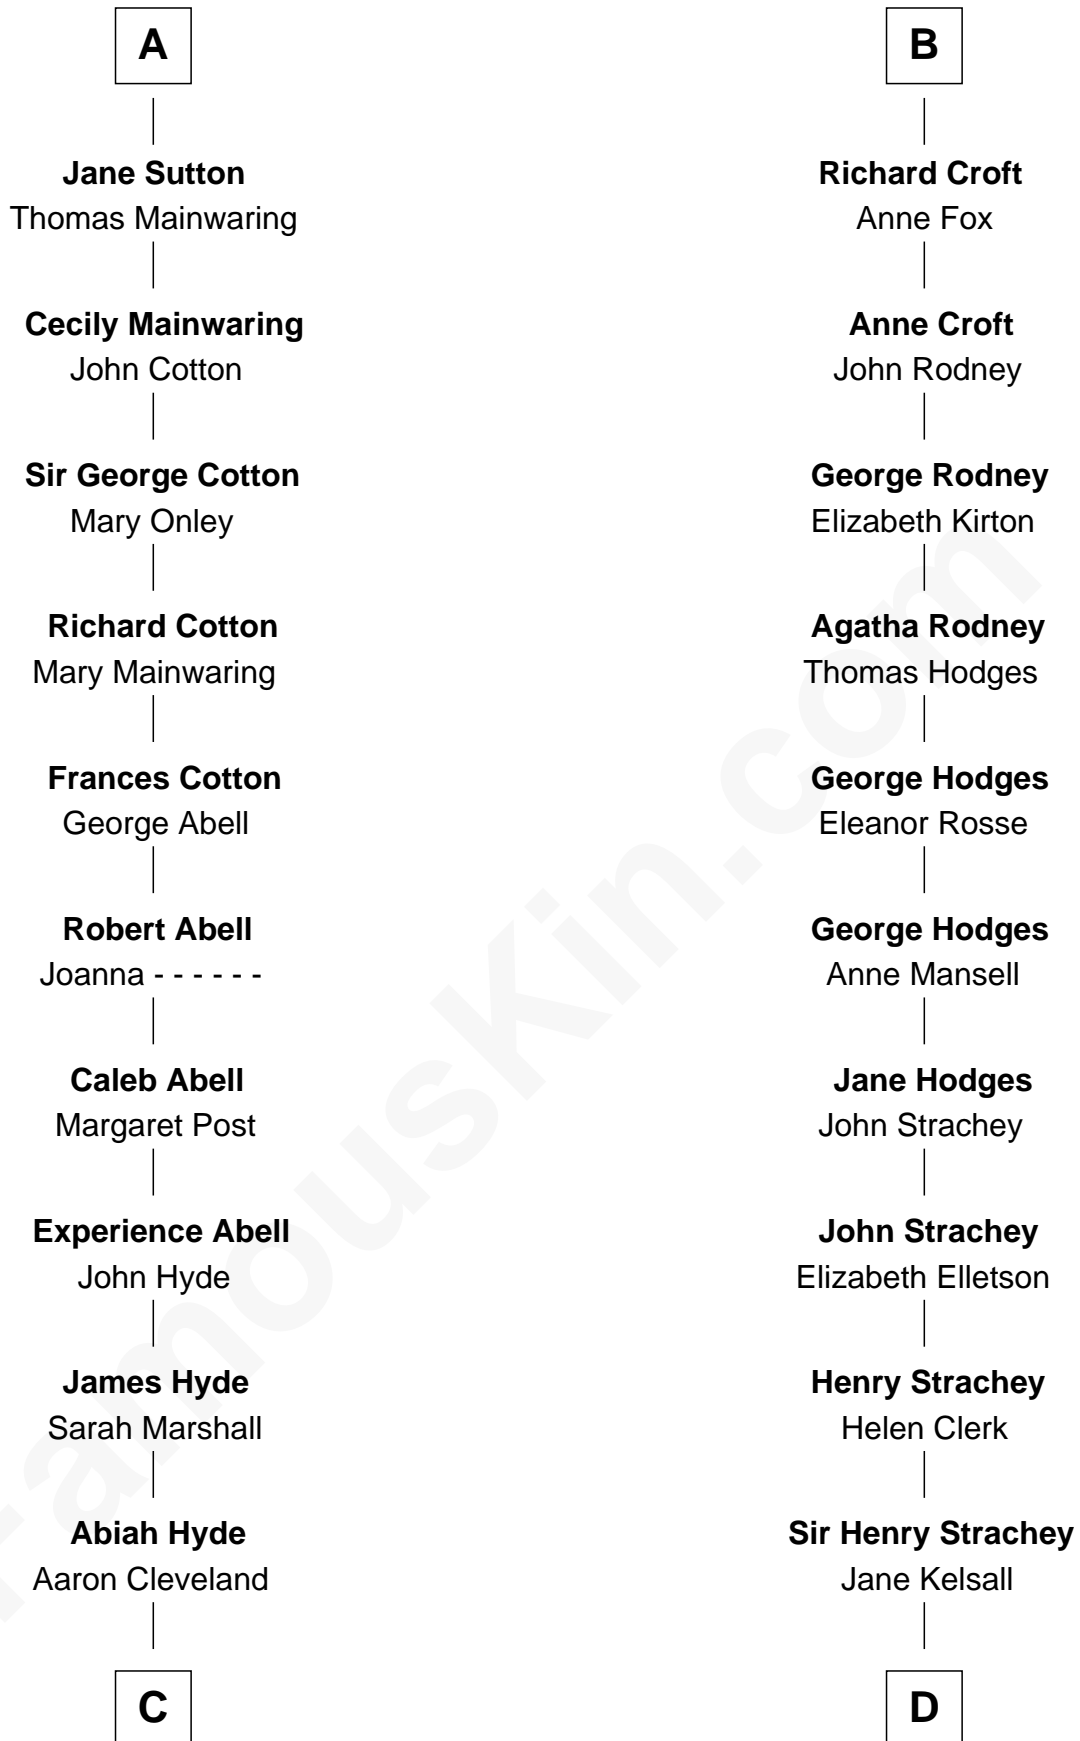 A
Jane Sutton
Thomas Mainwaring
Cecily Mainwaring
John Cotton
Sir George Cotton
Mary Onley
Richard Cotton
Mary Mainwaring
Frances Cotton
George Abell
Robert Abell
Joanna - - - - - -
Caleb Abell
Margaret Post
Experience Abell
John Hyde
James Hyde
Sarah Marshall
Abiah Hyde
Aaron Cleveland
C
B
Richard Croft
Anne Fox
Anne Croft
John Rodney
George Rodney
Elizabeth Kirton
Agatha Rodney
Thomas Hodges
George Hodges
Eleanor Rosse
George Hodges
Anne Mansell
Jane Hodges
John Strachey
John Strachey
Elizabeth Elletson
Henry Strachey
Helen Clerk
Sir Henry Strachey
Jane Kelsall
D
FamousKin.com